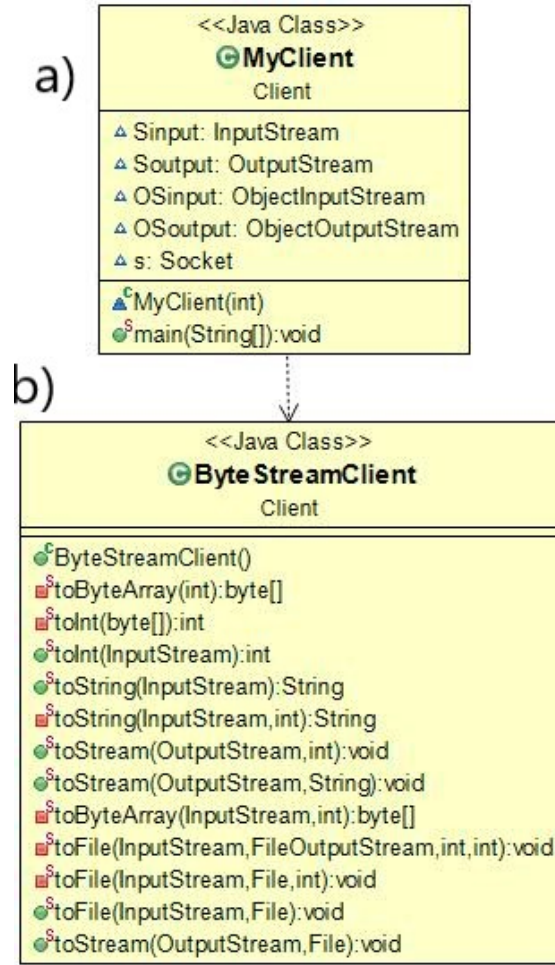 a)
<<Java Class>>
C MyClient
Client
Sinput: InputStream
Soutput: OutputStream
OSinput: ObjectInputStream
OSoutput: ObjectOutputStream
s: Socket
C MyClient(int)
S main(String[]):void
b)
<<Java Class>>
C ByteStreamClient
Client
C ByteStreamClient()
S toByteArray(int):byte[]
S toInt(byte[]):int
S toInt(InputStream):int
S toString(InputStream):String
S toString(InputStream,int):String
S toStream(OutputStream,int):void
S toStream(OutputStream,String):void
S toByteArray(InputStream,int):byte[]
S toFile(InputStream,FileOutputStream,int,int):void
S toFile(InputStream,File,int):void
S toFile(InputStream,File):void
S toStream(OutputStream,File):void